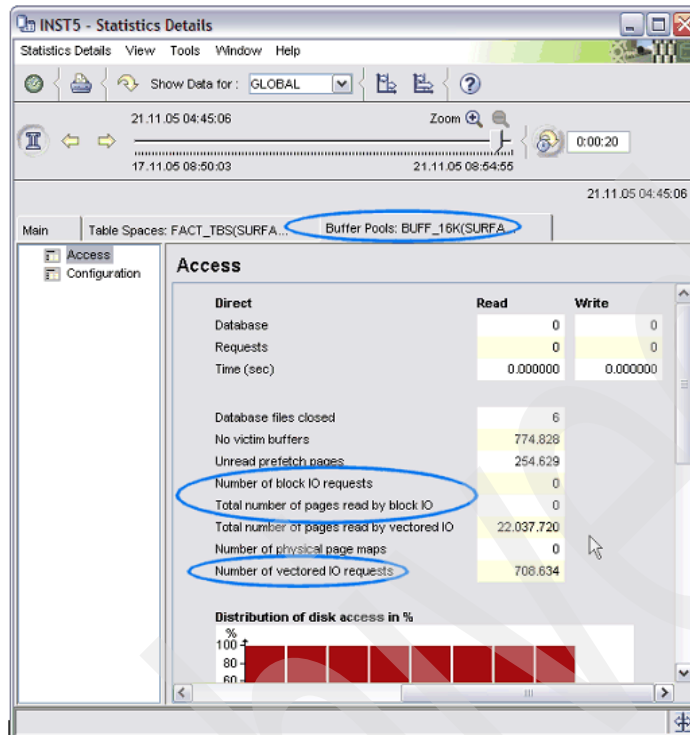 INST5 - Statistics Details
Statistics Details View Tools Window Help
Show Data for : GLOBAL
21.11.05 04:45:06 Zoom
0:00:20
17.11.05 08:50:03 21.11.05 08:54:55
21.11.05 04:45:06
Main Table Spaces: FACT_TBS(SURFA... Buffer Pools: BUFF_16K(SURFA...
Access
Configuration
Access
Direct Read Write
Database 0 0
Requests 0 0
Time (sec) 0.000000 0.000000
Database files closed 6
No victim buffers 774.828
Unread prefetch pages 254.629
Number of block IO requests 0
Total number of pages read by block IO 0
Total number of pages read by vectored IO 22.037.720
Number of physical page maps 0
Number of vectored IO requests 708.634
Distribution of disk access in %
%
100
80
60